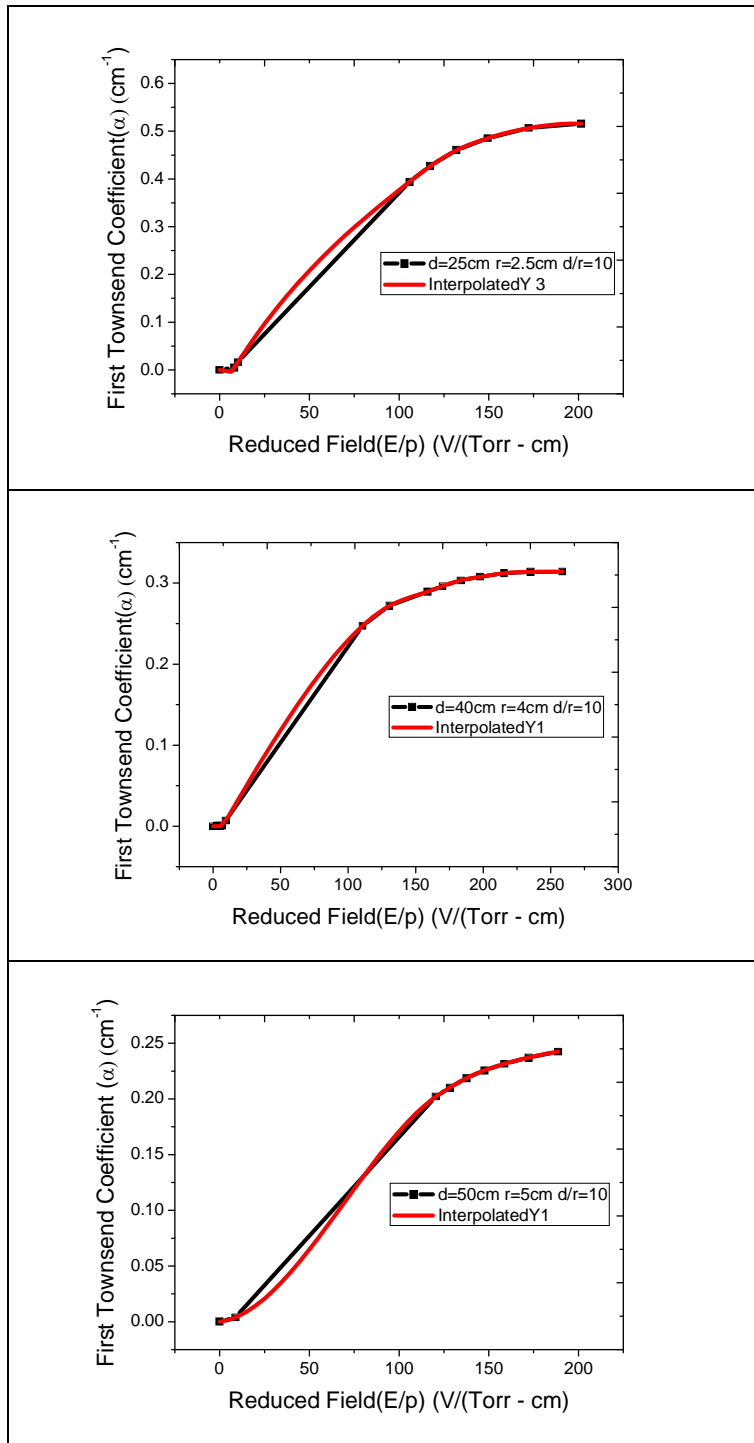 First Townsend Coefficient(α) (cm⁻¹)
0.6
0.5
0.4
0.3
0.2
0.1
0.0
d=25cm r=2.5cm d/r=10
InterpolatedY 3
0 50 100 150 200
Reduced Field(E/p) (V/(Torr - cm)
First Townsend Coefficient(α) (cm⁻¹)
0.3
0.2
0.1
0.0
d=40cm r=4cm d/r=10
InterpolatedY1
0 50 100 150 200 250 300
Reduced Field(E/p) (V/(Torr - cm)
First Townsend Coefficient (α) (cm⁻¹)
0.25
0.20
0.15
0.10
0.05
0.00
d=50cm r=5cm d/r=10
InterpolatedY1
0 50 100 150 200
Reduced Field(E/p) (V/(Torr - cm)